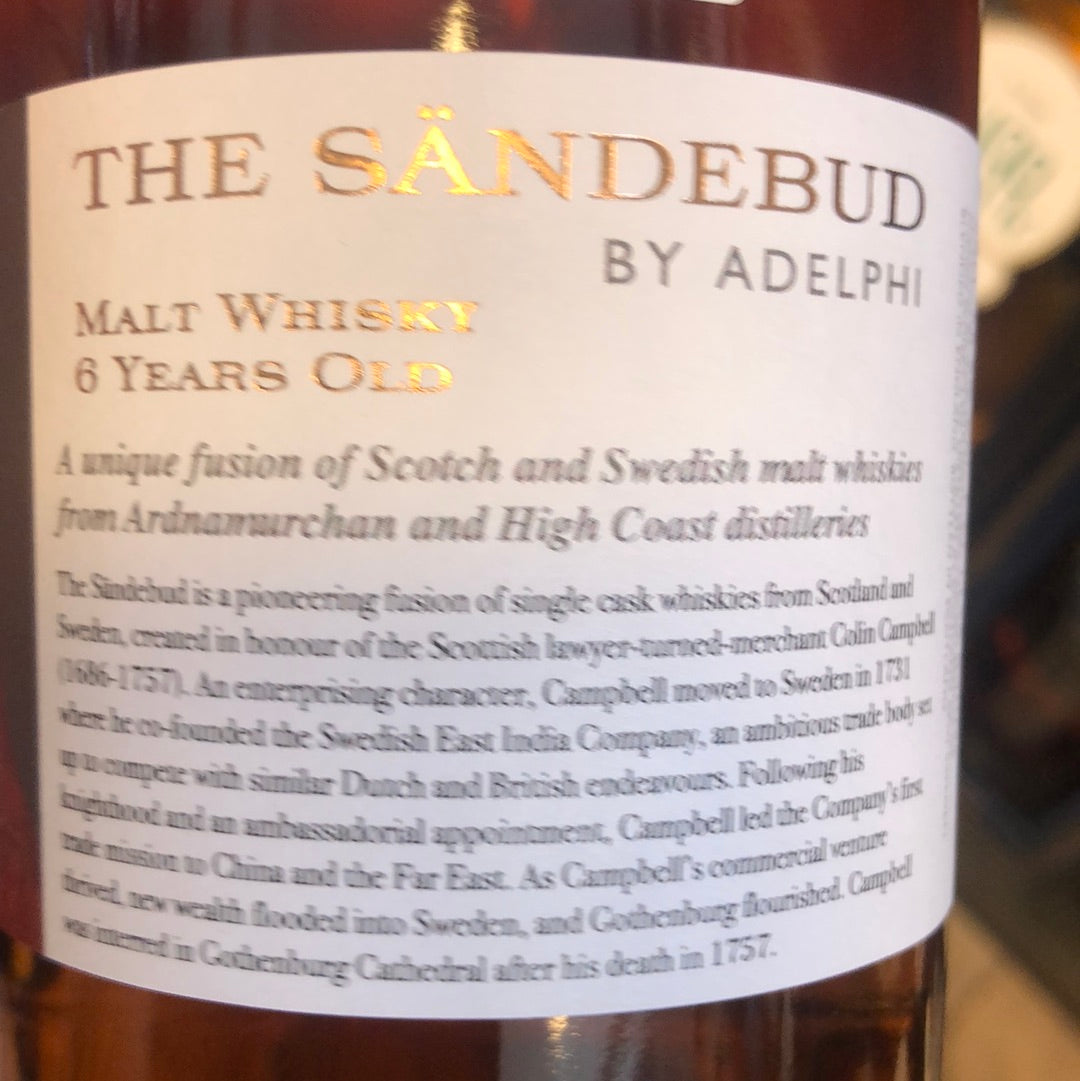 THE SÄNDEBUD
BY ADELPHI
MALT WHISKY
6 YEARS OLD
A unique fusion of Scotch and Swedish malt whiskies
from Ardnamurchan and High Coast distilleries
The Sändebud is a pioneering fusion of single cask whiskies from Scotland and
Sweden, created in honour of the Scottish lawyer-turned-merchant Colin Campbell
(1686-1757). An enterprising character, Campbell moved to Sweden in 1731
where he co-founded the Swedish East India Company, an ambitious trade body set
up to compete with similar Dutch and British endeavours. Following his
knighthood and an ambassadorial appointment, Campbell led the Company's first
trade mission to China and the Far East. As Campbell's commercial venture
thrived, new wealth flooded into Sweden, and Gothenburg flourished. Campbell
was interred in Gothenburg Cathedral after his death in 1757.